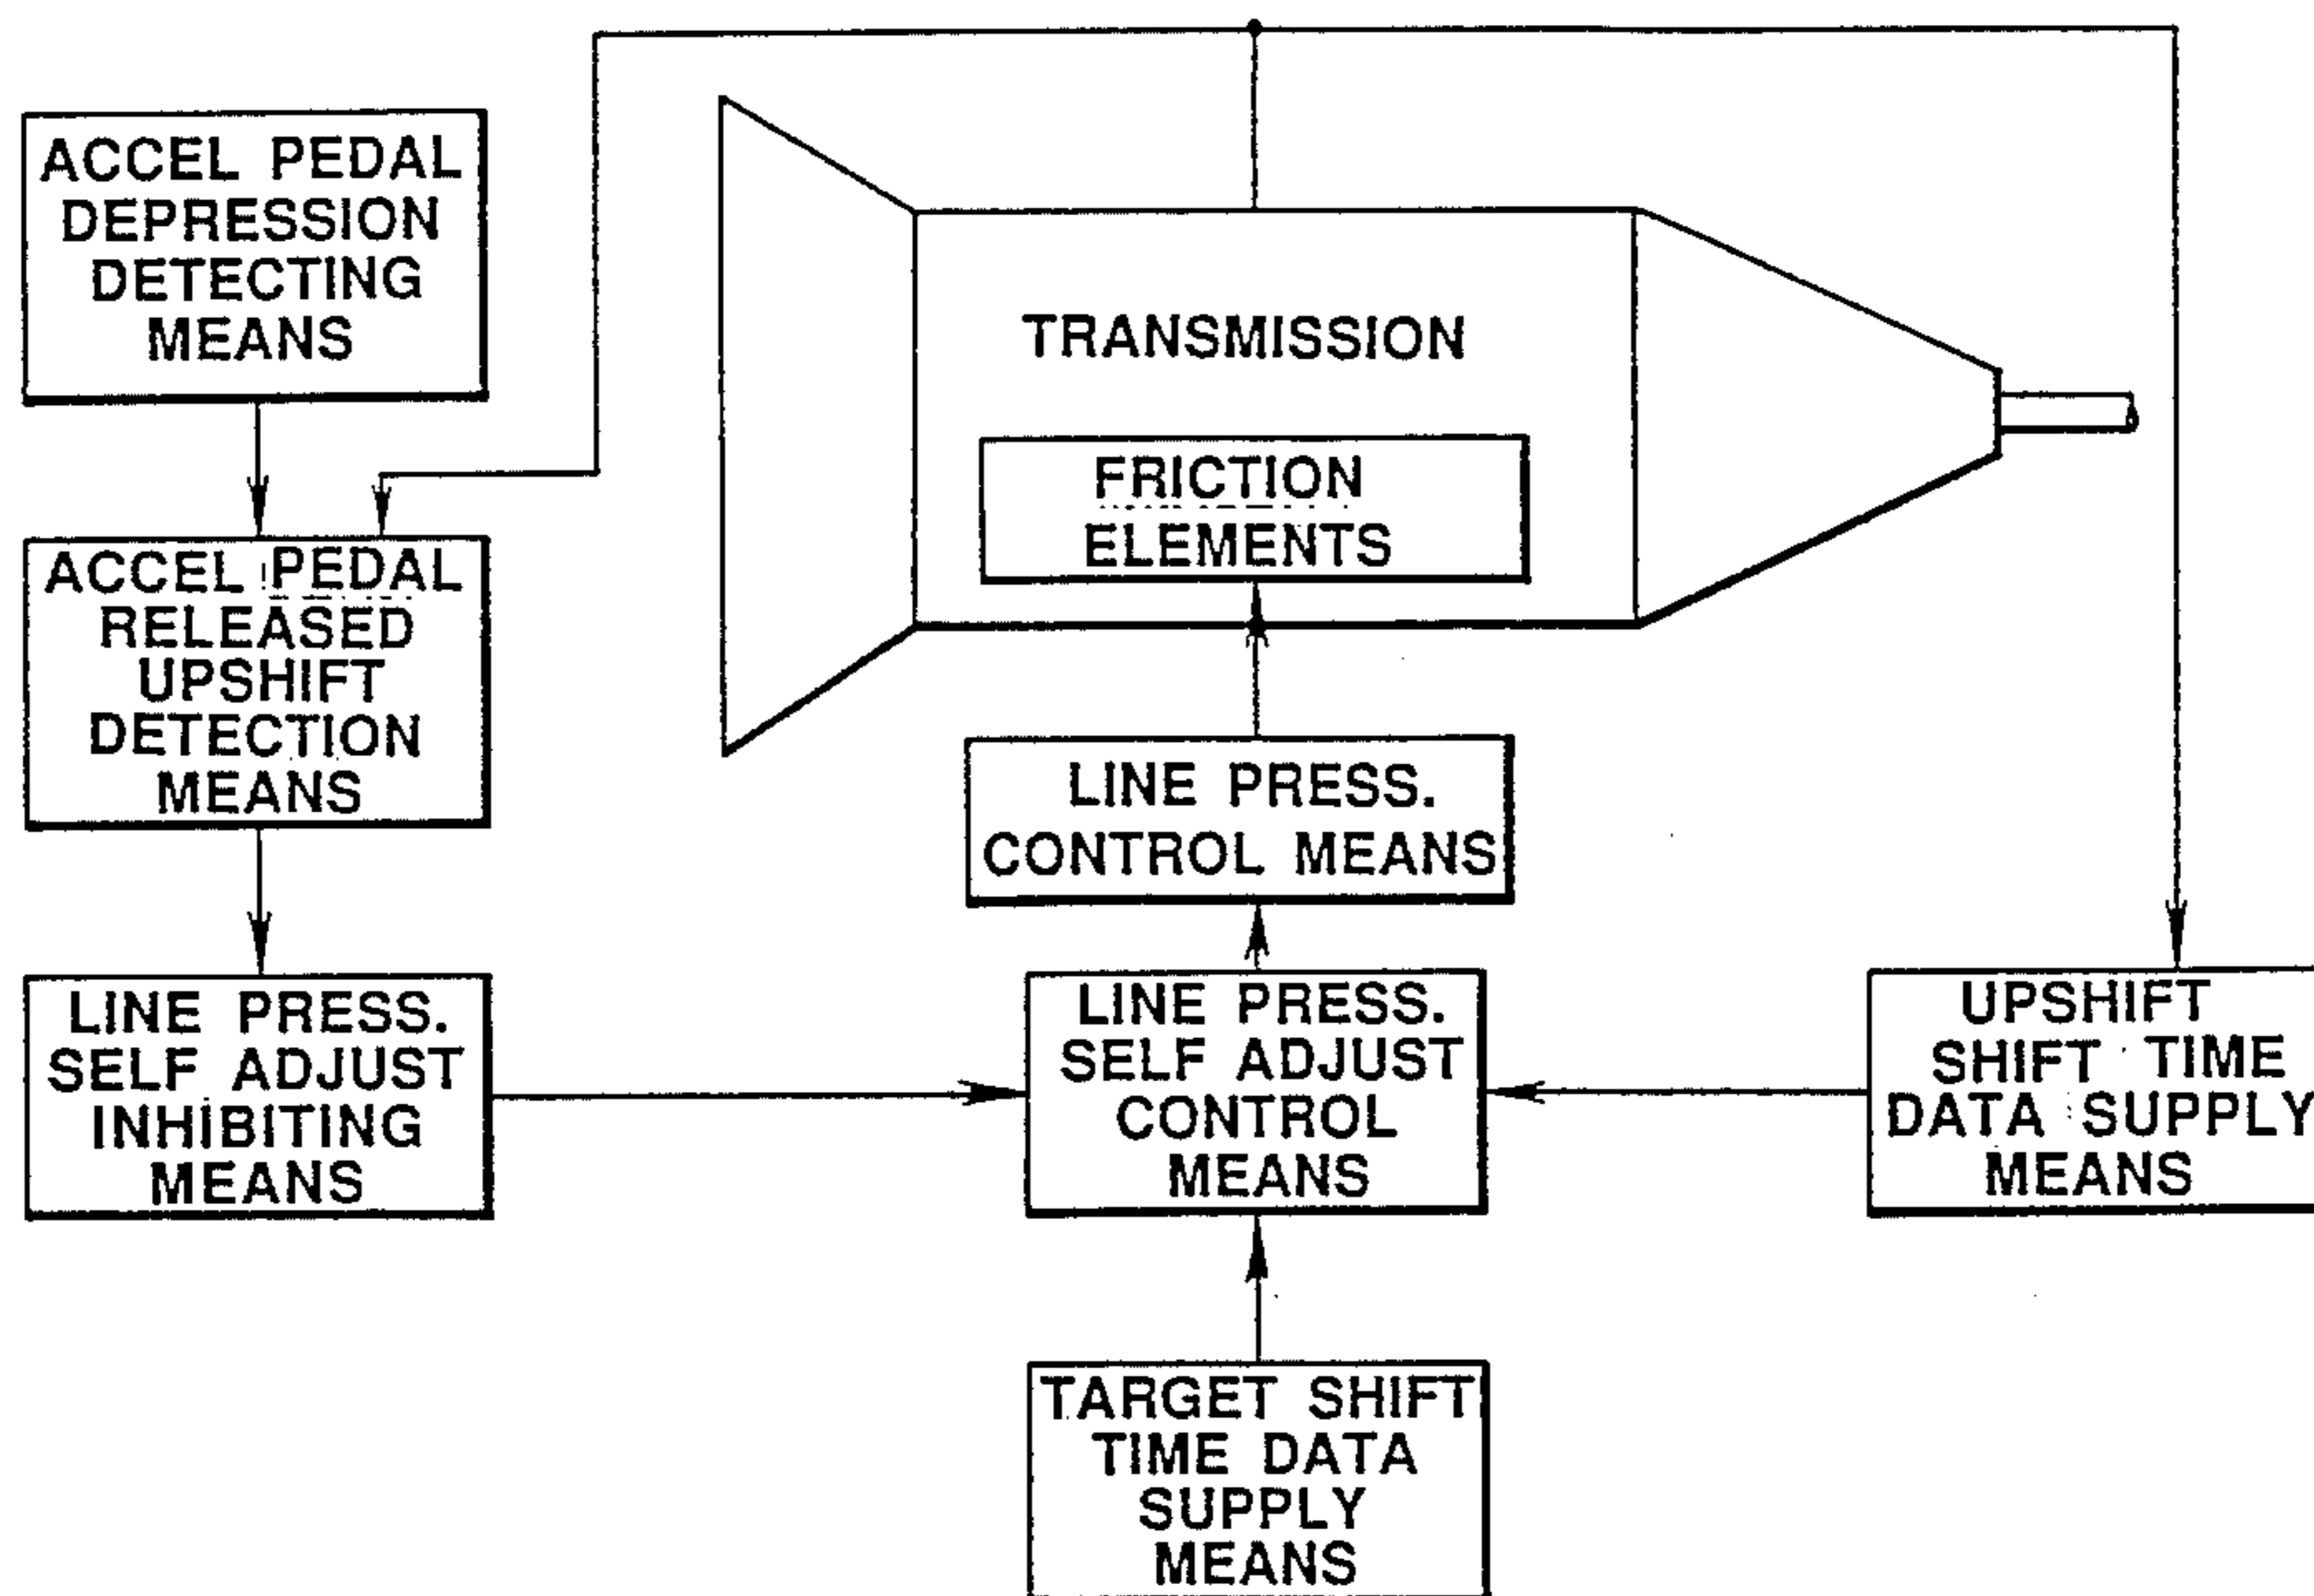 ACCEL PEDAL
DEPRESSION
DETECTING
MEANS
TRANSMISSION
FRICTION
ELEMENTS
ACCEL PEDAL
RELEASED
UPSHIFT
DETECTION
MEANS
LINE PRESS.
CONTROL MEANS
LINE PRESS.
SELF ADJUST
INHIBITING
MEANS
LINE PRESS.
SELF ADJUST
CONTROL
MEANS
UPSHIFT
SHIFT TIME
DATA SUPPLY
MEANS
TARGET SHIFT
TIME DATA
SUPPLY
MEANS